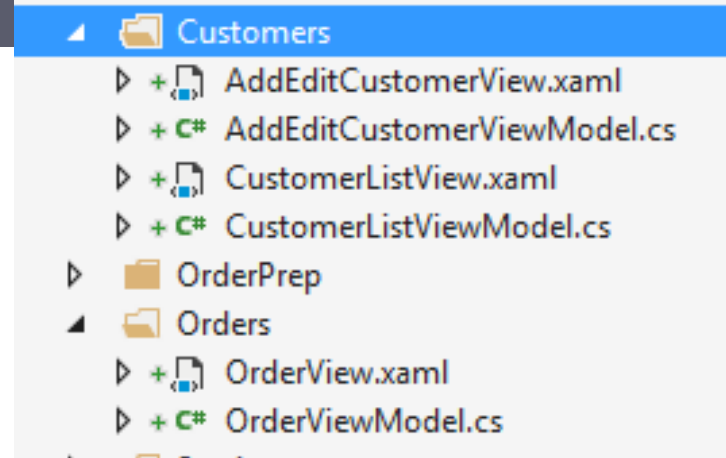 Customers
+ AddEditCustomerView.xaml
+ C# AddEditCustomerViewModel.cs
+ CustomerListView.xaml
+ C# CustomerListViewModel.cs
OrderPrep
Orders
+ OrderView.xaml
+ C# OrderViewModel.cs